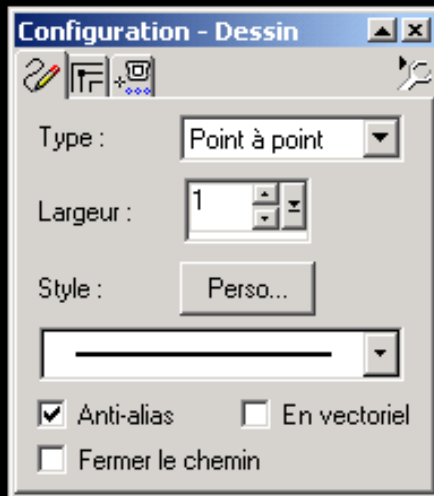 Configuration - Dessin
Type :
Point à point
Largeur :
1
Style :
Perso...
Anti-alias
En vectoriel
Fermer le chemin